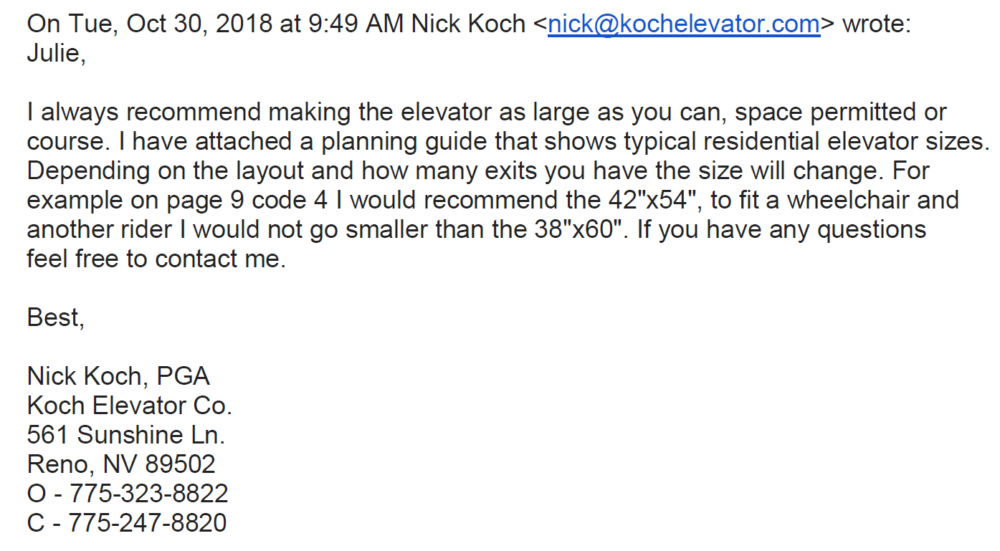 On Tue, Oct 30, 2018 at 9:49 AM Nick Koch <nick@kochelevator.com> wrote:
Julie,
I always recommend making the elevator as large as you can, space permitted or
course. I have attached a planning guide that shows typical residential elevator sizes.
Depending on the layout and how many exits you have the size will change. For
example on page 9 code 4 I would recommend the 42"x54", to fit a wheelchair and
another rider I would not go smaller than the 38"x60". If you have any questions
feel free to contact me.
Best,
Nick Koch, PGA
Koch Elevator Co.
561 Sunshine Ln.
Reno, NV 89502
O - 775-323-8822
C - 775-247-8820